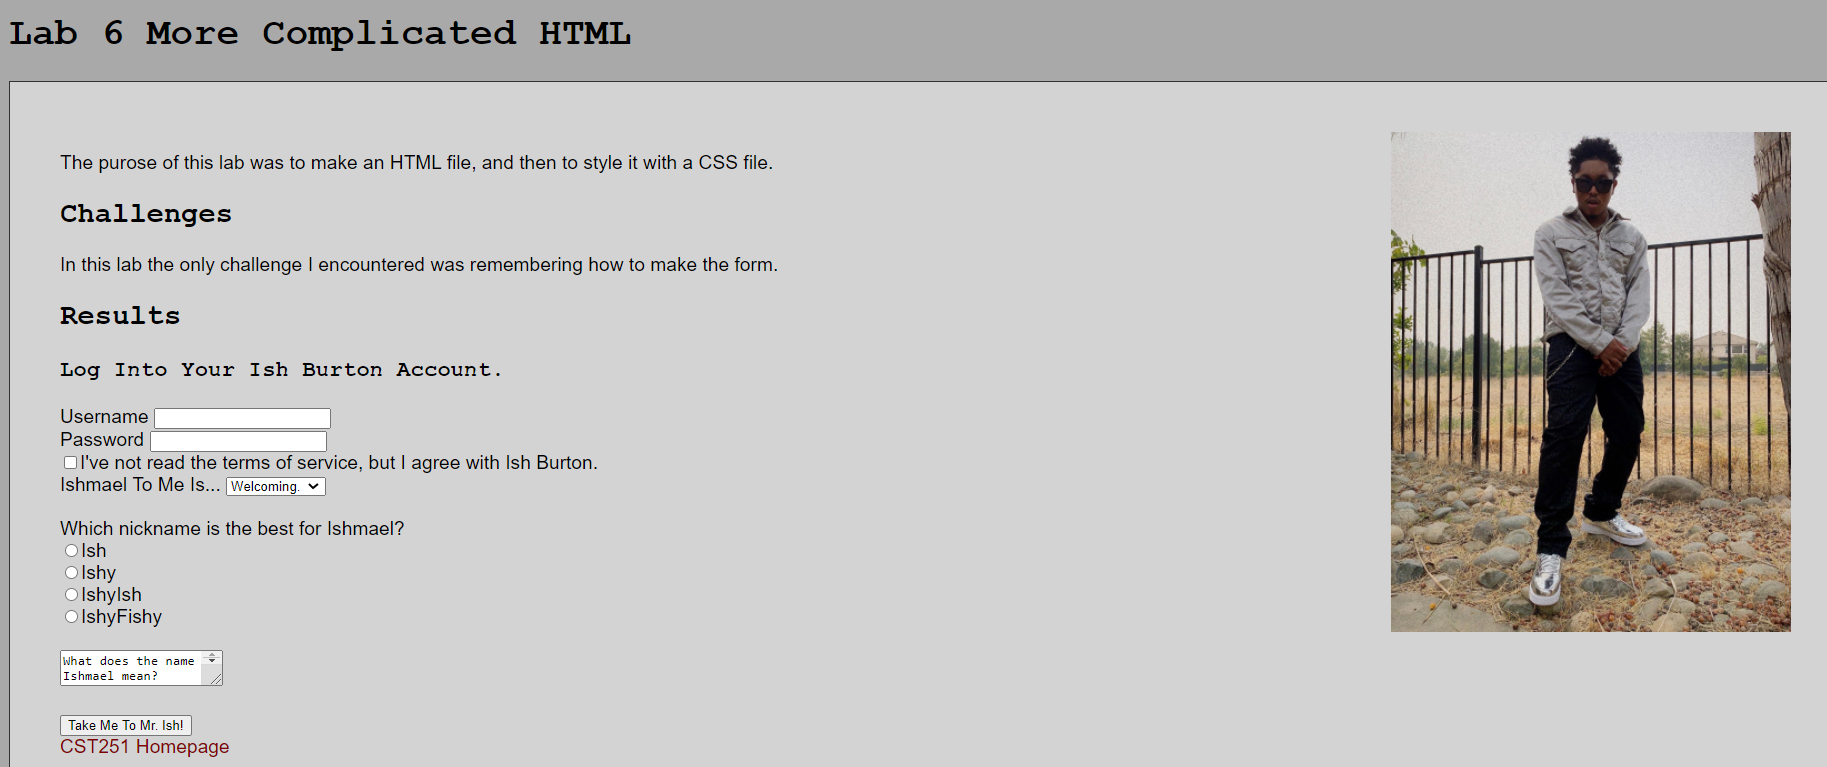 Lab 6 More Complicated HTML
The purose of this lab was to make an HTML file, and then to style it with a CSS file.
Challenges
In this lab the only challenge I encountered was remembering how to make the form.
Results
Log Into Your Ish Burton Account.
Username
Password
I've not read the terms of service, but I agree with Ish Burton.
Ishmael To Me Is... Welcoming.
Which nickname is the best for Ishmael?
Ish
Ishy
IshyIsh
IshyFishy
What does the name
Ishmael mean?
Take Me To Mr. Ish!
CST251 Homepage